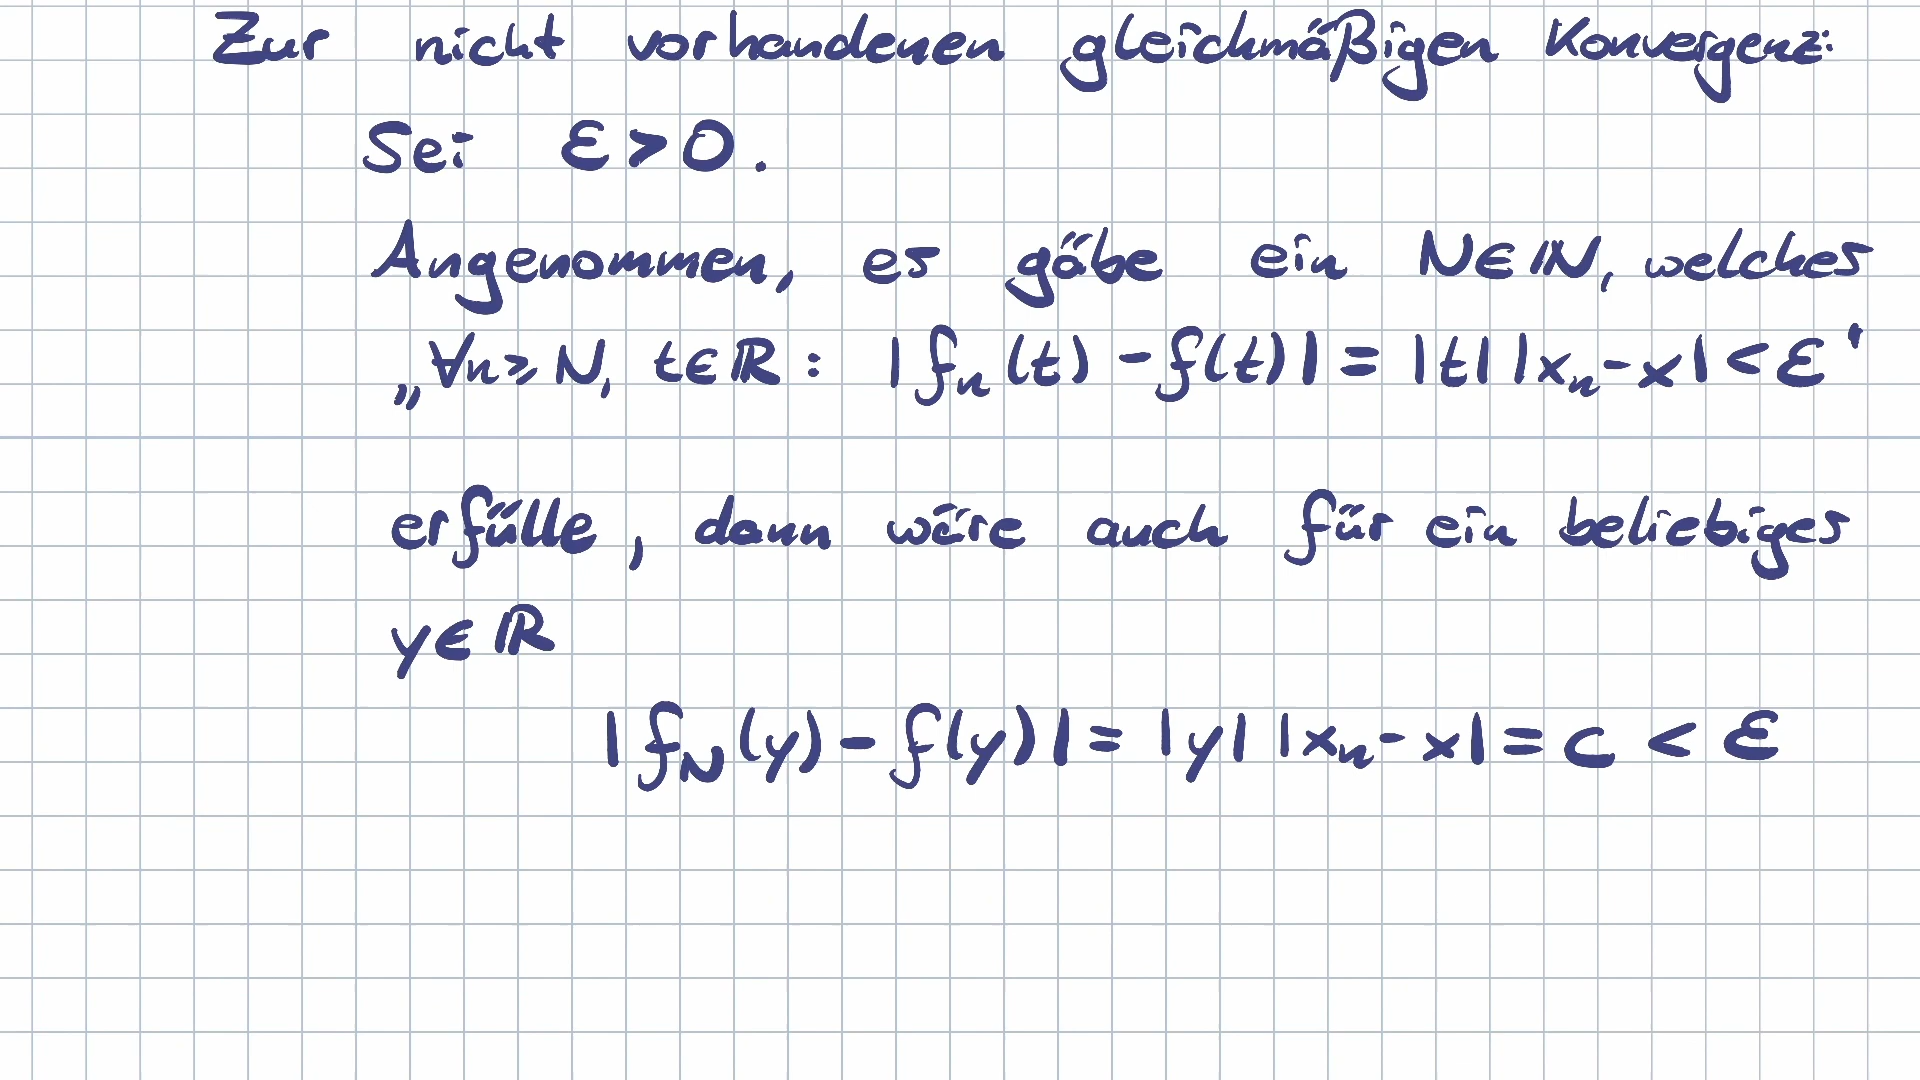 Zur nicht vorhandenen gleichmäßigen Konvergenz:
Sei ε > 0.
Angenommen, es gäbe ein N∈ℕ, welches
„∀n ≥ N, t∈ℝ : |fₙ(t) - f(t)| = |t| |xₙ - x| < ε‘
erfülle, dann wäre auch für ein beliebiges
y∈ℝ
|f_N(y) - f(y)| = |y| |xₙ - x| = c < ε